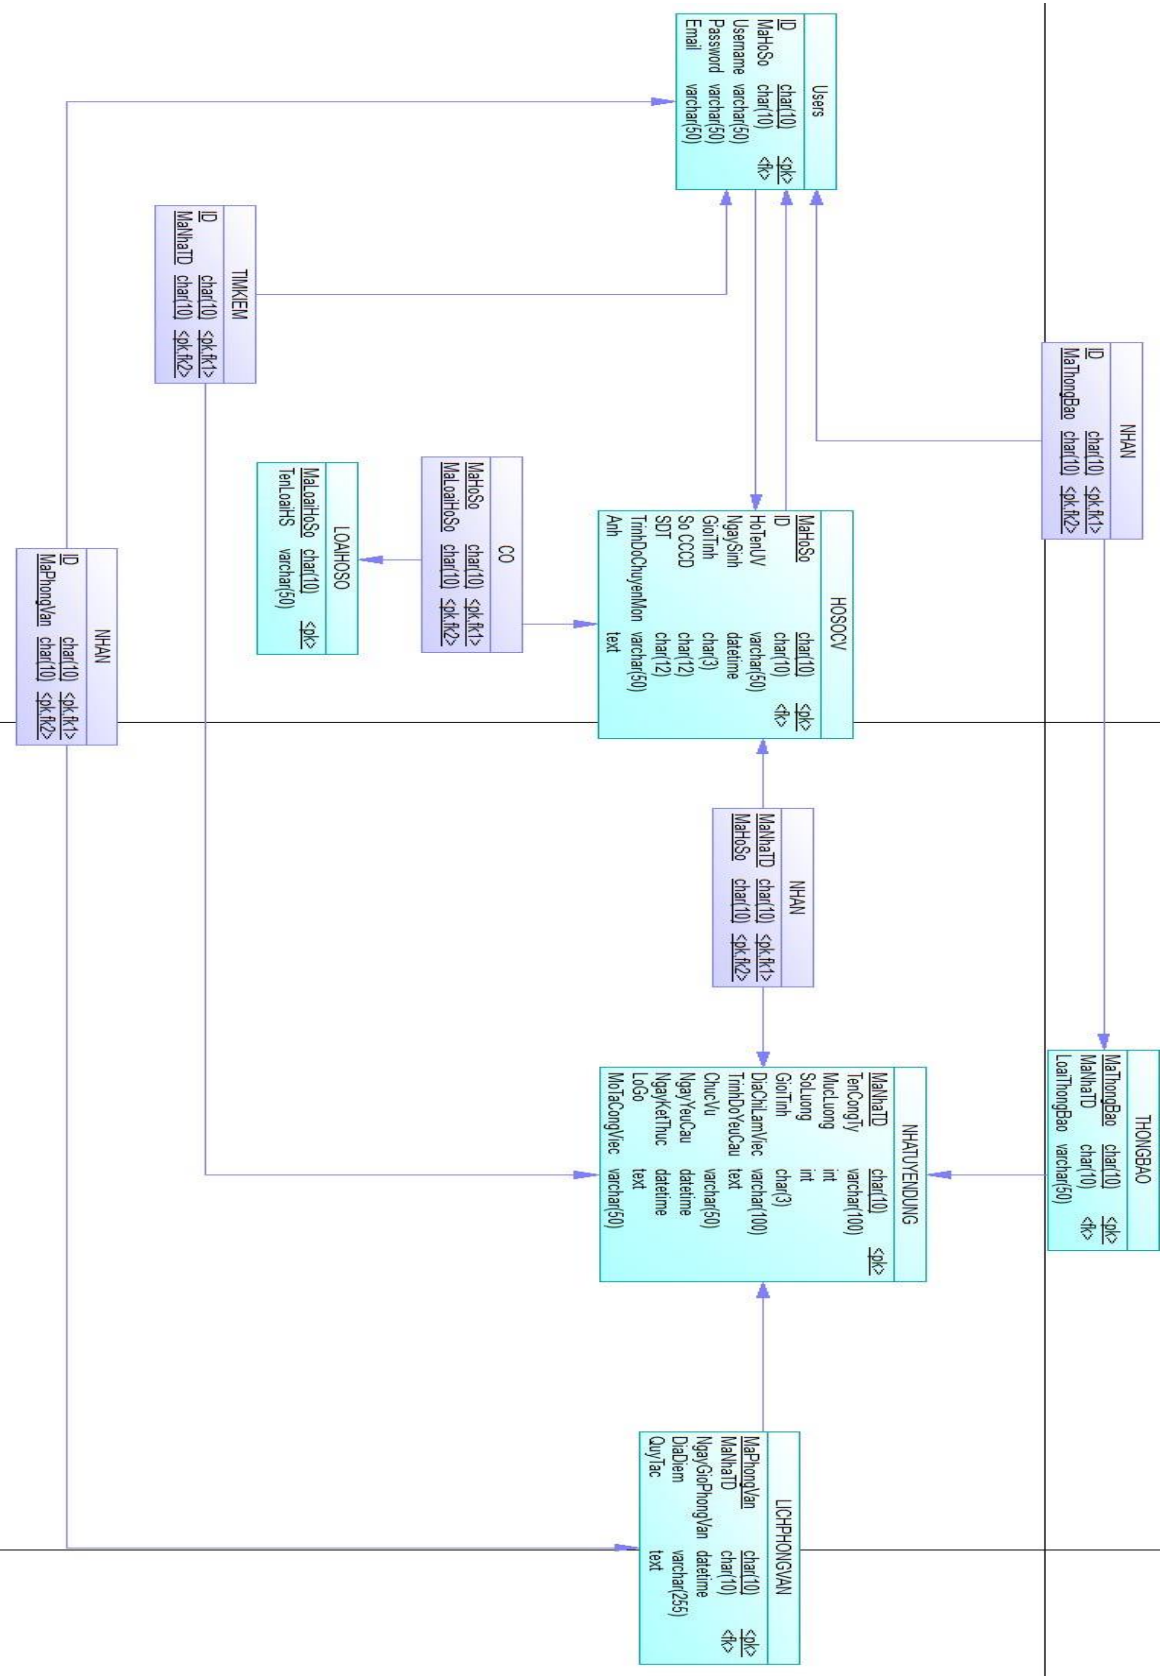 NHAN
ID char(10) <pk,fk1>
MaThongBao char(10) <pk,fk2>
THONGBAO
MaThongBao char(10) <pk>
MaNhaTD char(10) <fk>
LoaiThongBao varchar(50)
Users
ID char(10) <pk>
MaHoSo char(10) <fk>
Username varchar(50)
Password varchar(50)
Email varchar(50)
HOSOCV
MaHoSo char(10) <pk>
ID char(10) <fk>
HoTenUV varchar(50)
NgaySinh datetime
GioiTinh char(3)
So CCCD char(12)
SDT char(12)
TrinhDoChuyenMon varchar(50)
Anh text
NHAN
MaNhaTD char(10) <pk,fk1>
MaHoSo char(10) <pk,fk2>
NHATUYENDUNG
MaNhaTD char(10) <pk>
TenCongTy varchar(100)
MucLuong int
SoLuong int
GioiTinh char(3)
DiaChiLamViec varchar(100)
TrinhDoYeuCau text
ChucVu varchar(50)
NgayYeuCau datetime
NgayKetThuc datetime
LoGo text
MoTaCongViec varchar(50)
LICHPHONGVAN
MaPhongVan char(10) <pk>
MaNhaTD char(10) <fk>
NgayGioPhongVan datetime
DiaDiem varchar(255)
QuyTac text
CO
MaHoSo char(10) <pk,fk1>
MaLoaiHoSo char(10) <pk,fk2>
LOAIHOSO
MaLoaiHoSo char(10) <pk>
TenLoaiHS varchar(50)
TIMKIEM
ID char(10) <pk,fk1>
MaNhaTD char(10) <pk,fk2>
NHAN
ID char(10) <pk,fk1>
MaPhongVan char(10) <pk,fk2>